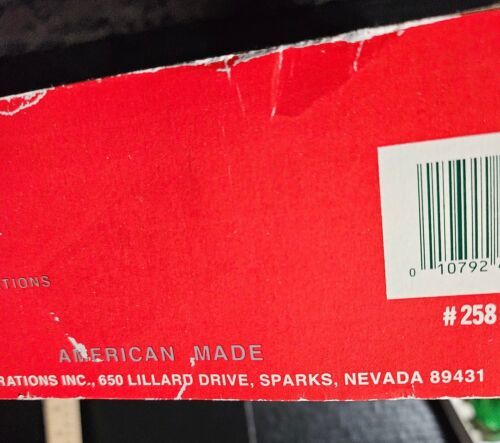 0 10792
TIONS
#258
AMERICAN MADE
RATIONS INC., 650 LILLARD DRIVE, SPARKS, NEVADA 89431